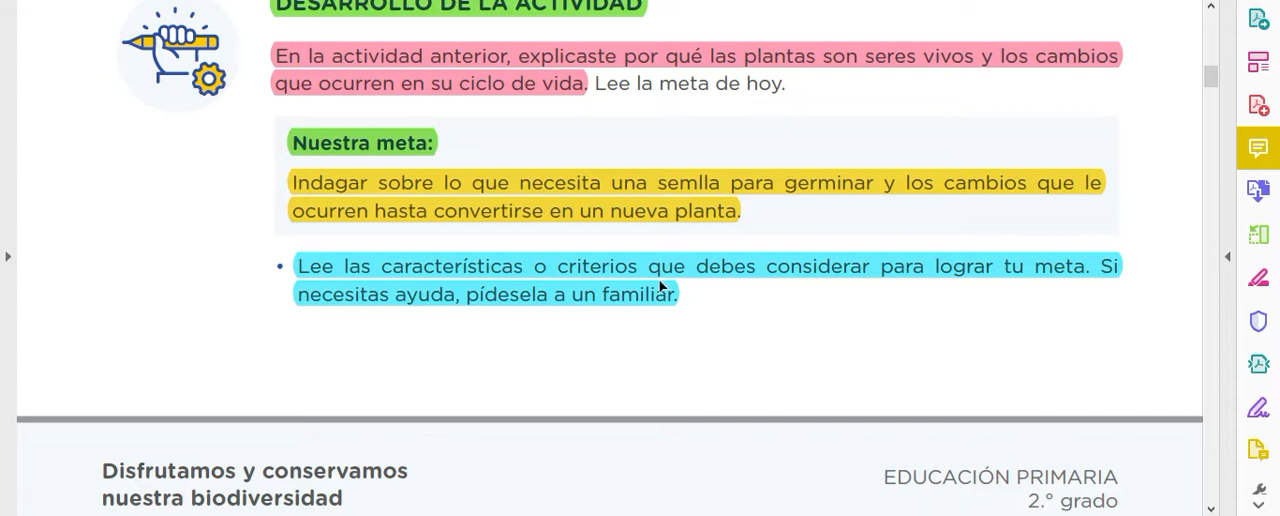 DESARROLLO DE LA ACTIVIDAD
En la actividad anterior, explicaste por qué las plantas son seres vivos y los cambios
que ocurren en su ciclo de vida. Lee la meta de hoy.
Nuestra meta:
Indagar sobre lo que necesita una semlla para germinar y los cambios que le
ocurren hasta convertirse en un nueva planta.
• Lee las características o criterios que debes considerar para lograr tu meta. Si
necesitas ayuda, pídesela a un familiar.
Disfrutamos y conservamos
nuestra biodiversidad
EDUCACIÓN PRIMARIA
2.° grado